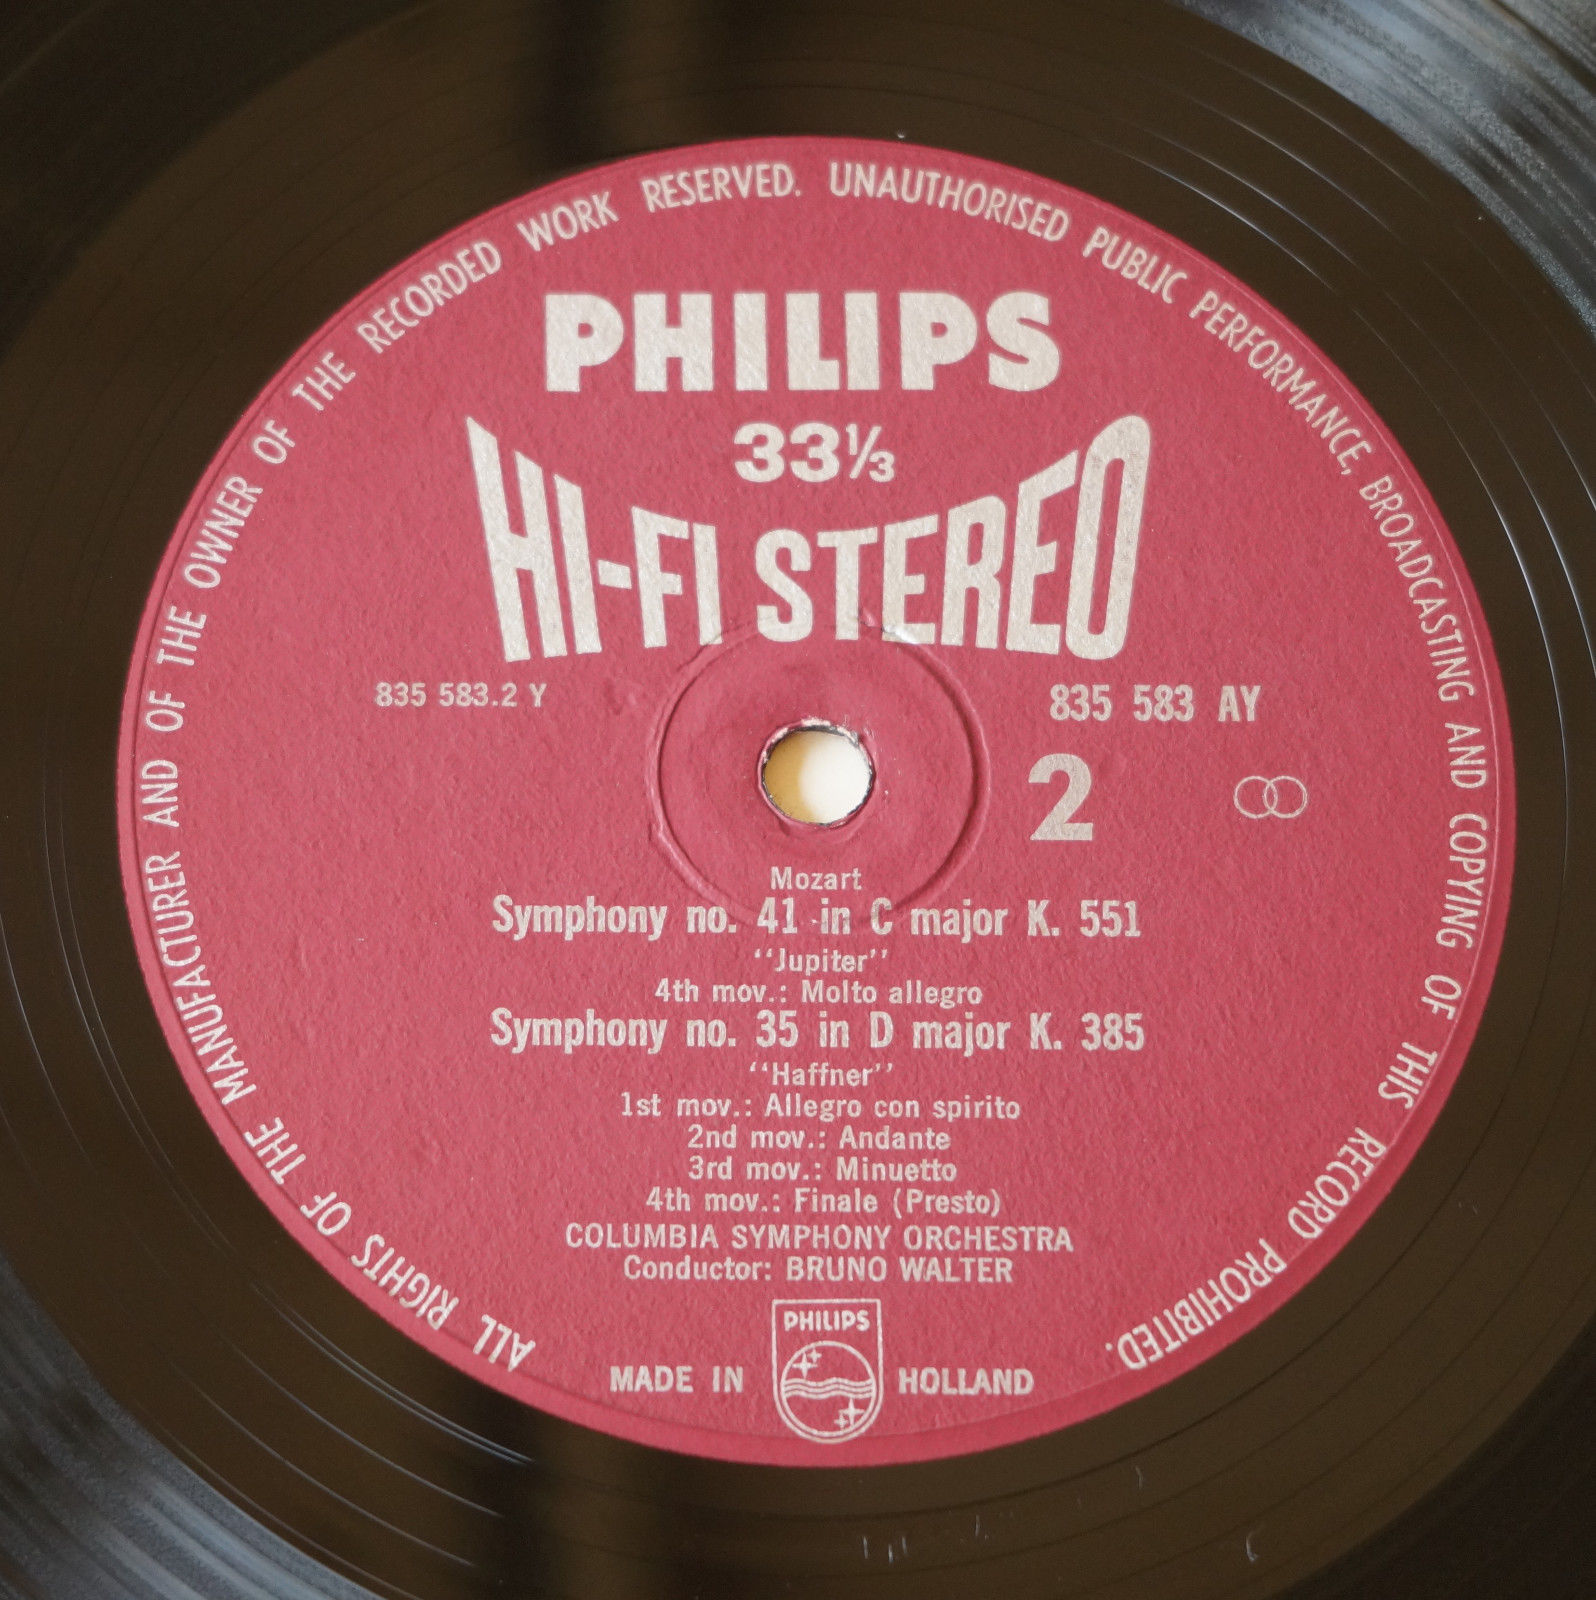 ALL RIGHTS OF THE MANUFACTURER AND OF THE OWNER OF THE RECORDED WORK RESERVED. UNAUTHORISED PUBLIC PERFORMANCE, BROADCASTING AND COPYING OF THIS RECORD PROHIBITED.
PHILIPS
33⅓
HI-FI STEREO
835 583.2 Y
835 583 AY
2
Mozart
Symphony no. 41 in C major K. 551
"Jupiter"
4th mov.: Molto allegro
Symphony no. 35 in D major K. 385
"Haffner"
1st mov.: Allegro con spirito
2nd mov.: Andante
3rd mov.: Minuetto
4th mov.: Finale (Presto)
COLUMBIA SYMPHONY ORCHESTRA
Conductor: BRUNO WALTER
PHILIPS
MADE IN HOLLAND